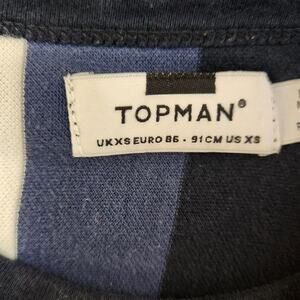 TOPMAN®
UK XS EURO 86 - 91 CM US XS